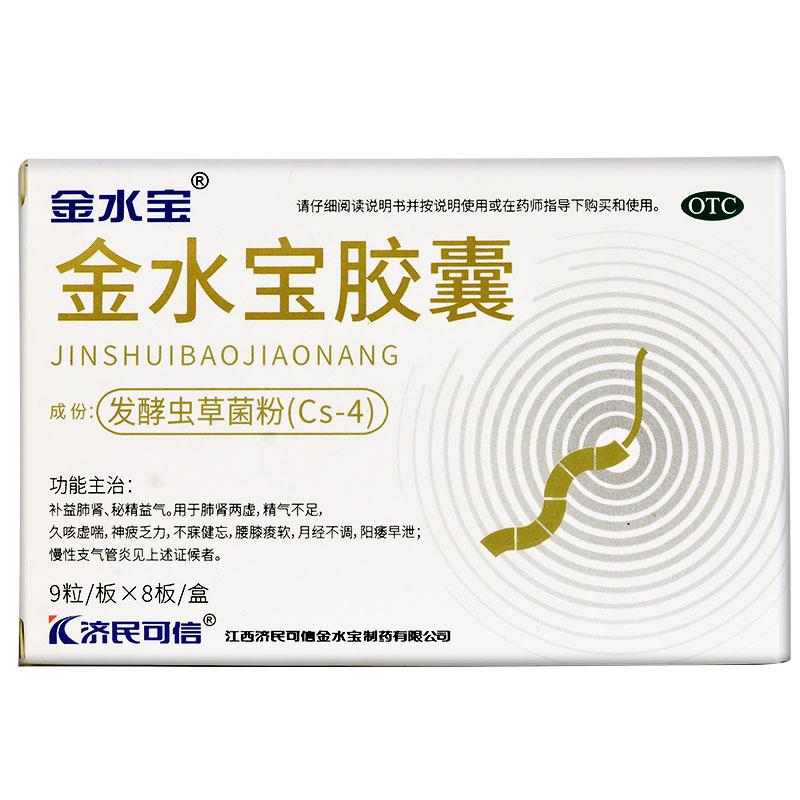 金水宝®
请仔细阅读说明书并按说明使用或在药师指导下购买和使用。
OTC
金水宝胶囊
JINSHUIBAOJIAONANG
成份：发酵虫草菌粉(Cs-4)
功能主治：
补益肺肾、秘精益气。用于肺肾两虚，精气不足，
久咳虚喘，神疲乏力，不寐健忘，腰膝痠软，月经不调，阳痿早泄；
慢性支气管炎见上述证候者。
9粒/板×8板/盒
济民可信®
江西济民可信金水宝制药有限公司